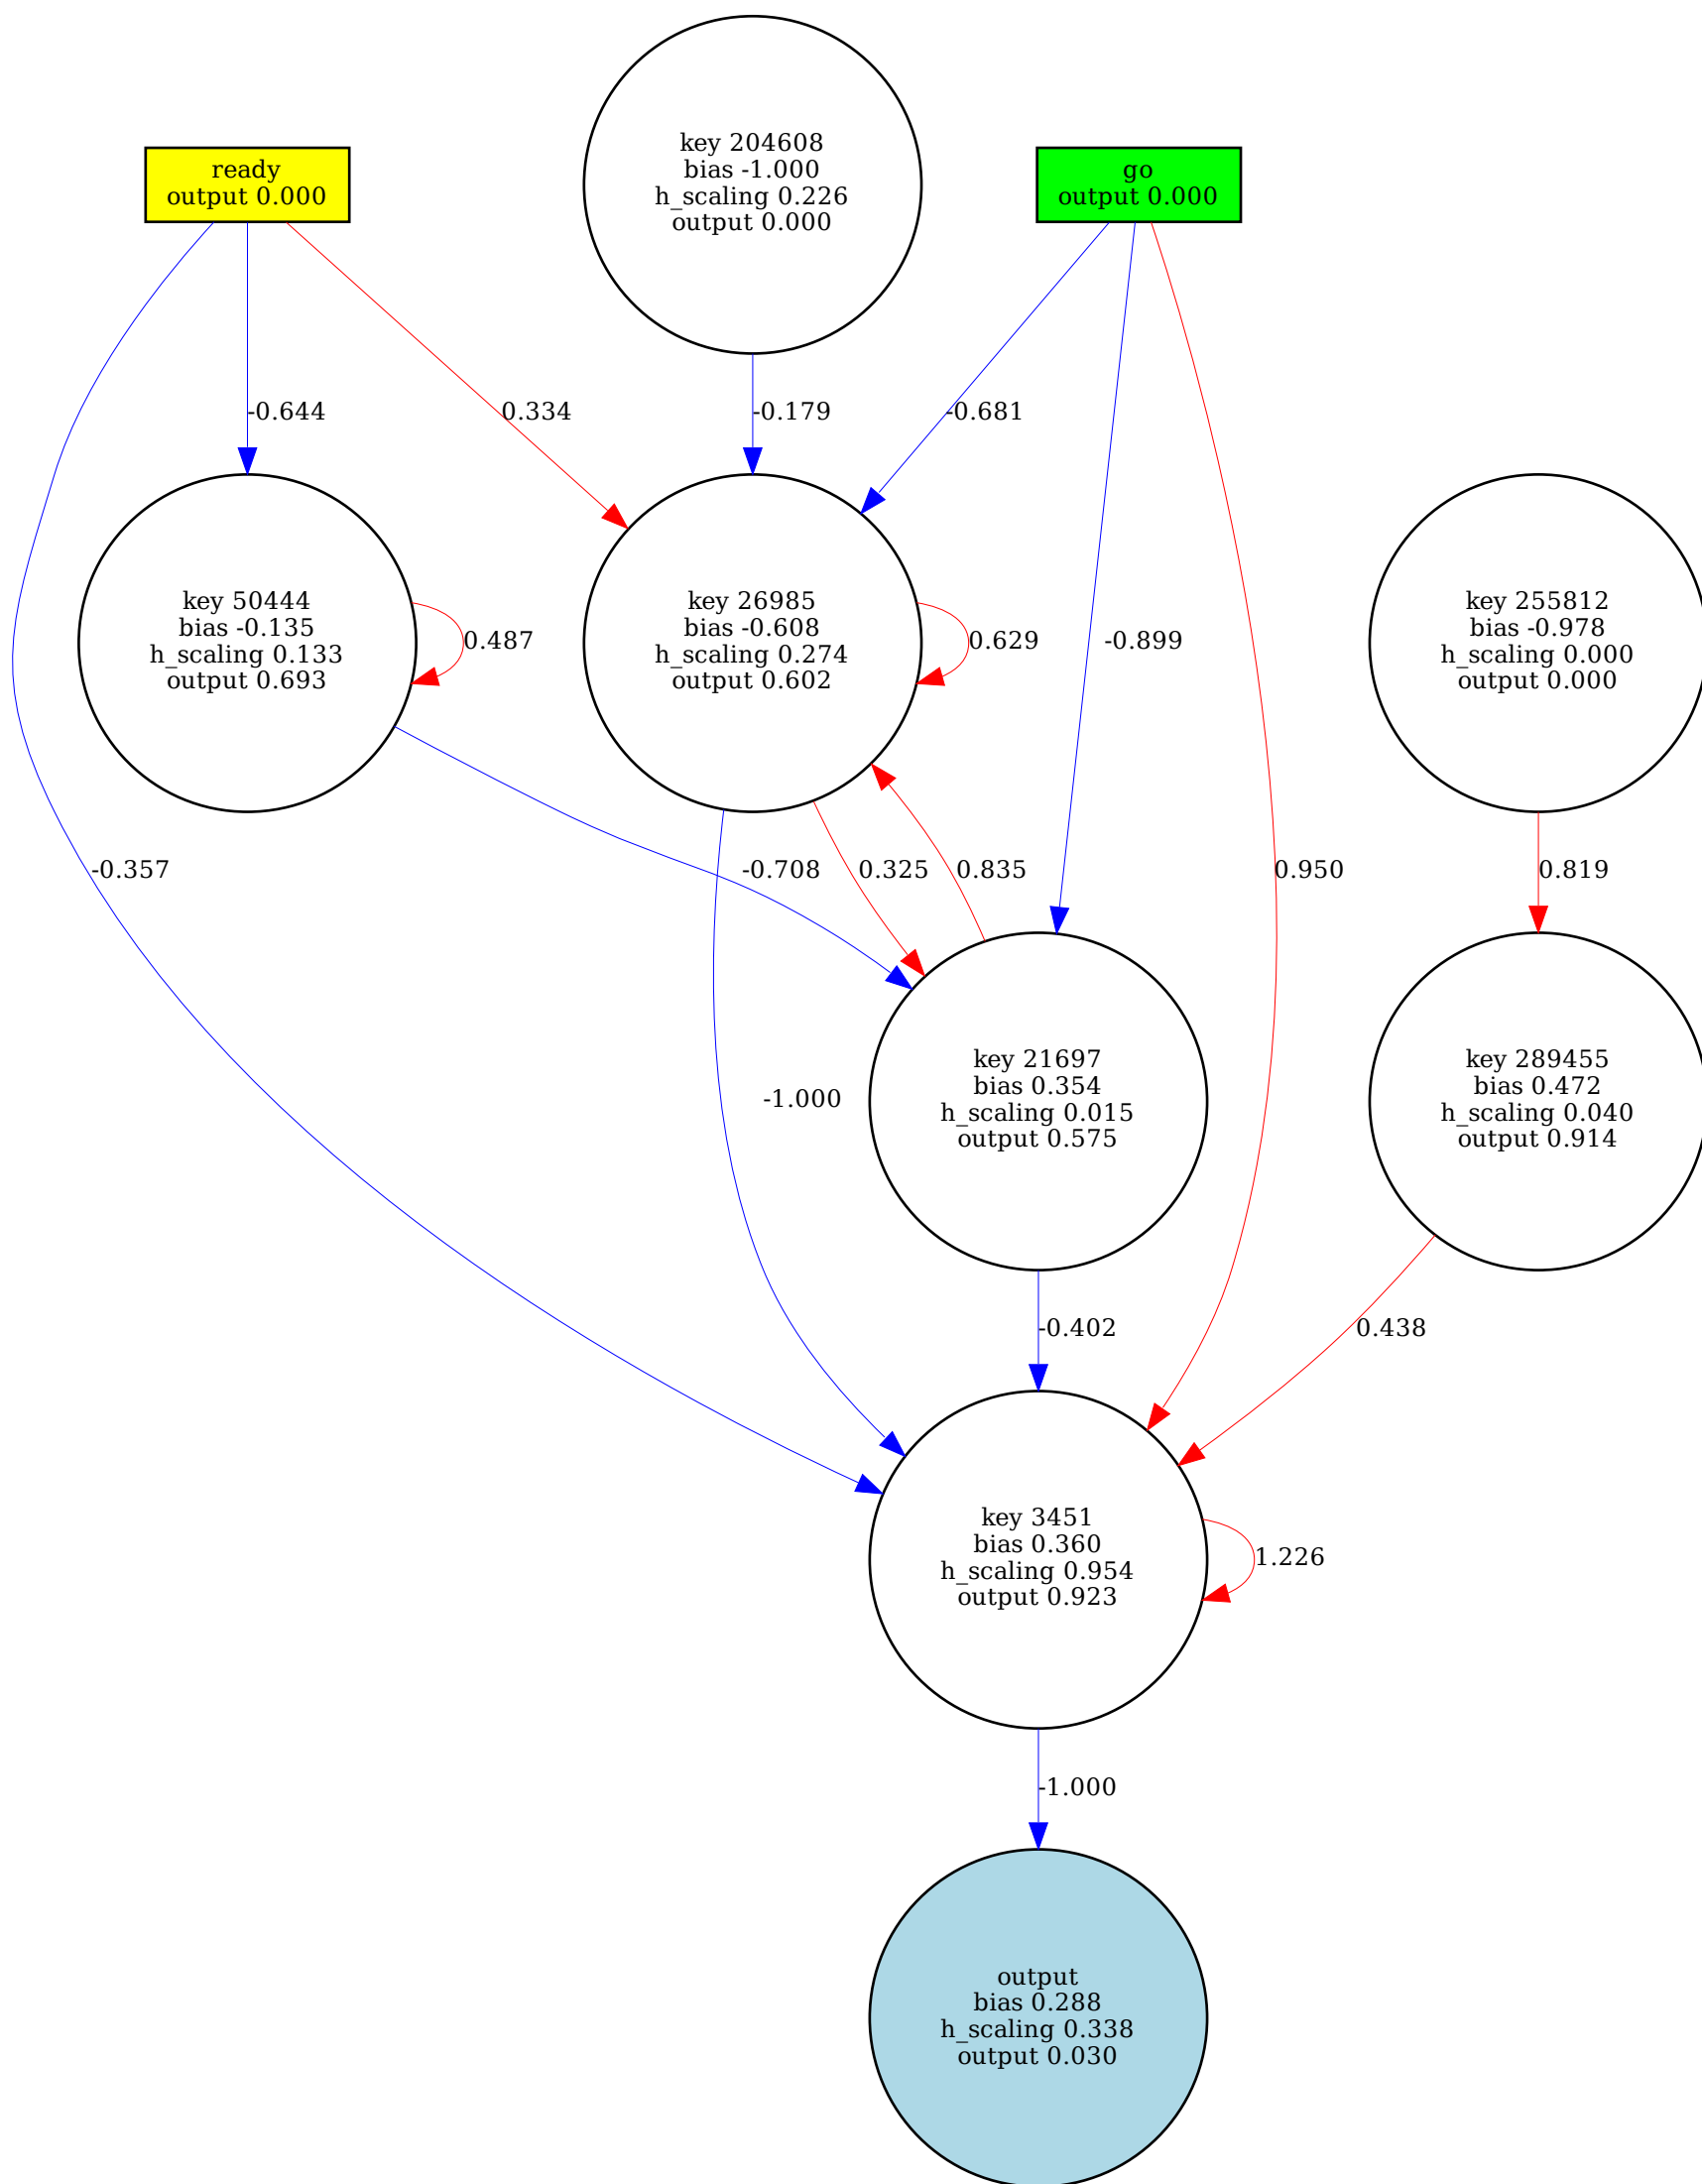 key 204608
bias -1.000
h_scaling 0.226
output 0.000
ready
output 0.000
go
output 0.000
-0.644
0.334
-0.179
-0.681
key 50444
bias -0.135
h_scaling 0.133
output 0.693
0.487
key 26985
bias -0.608
h_scaling 0.274
output 0.602
0.629
-0.899
key 255812
bias -0.978
h_scaling 0.000
output 0.000
-0.357
-0.708
0.325
0.835
0.950
0.819
-1.000
key 21697
bias 0.354
h_scaling 0.015
output 0.575
key 289455
bias 0.472
h_scaling 0.040
output 0.914
-0.402
0.438
key 3451
bias 0.360
h_scaling 0.954
output 0.923
1.226
-1.000
output
bias 0.288
h_scaling 0.338
output 0.030